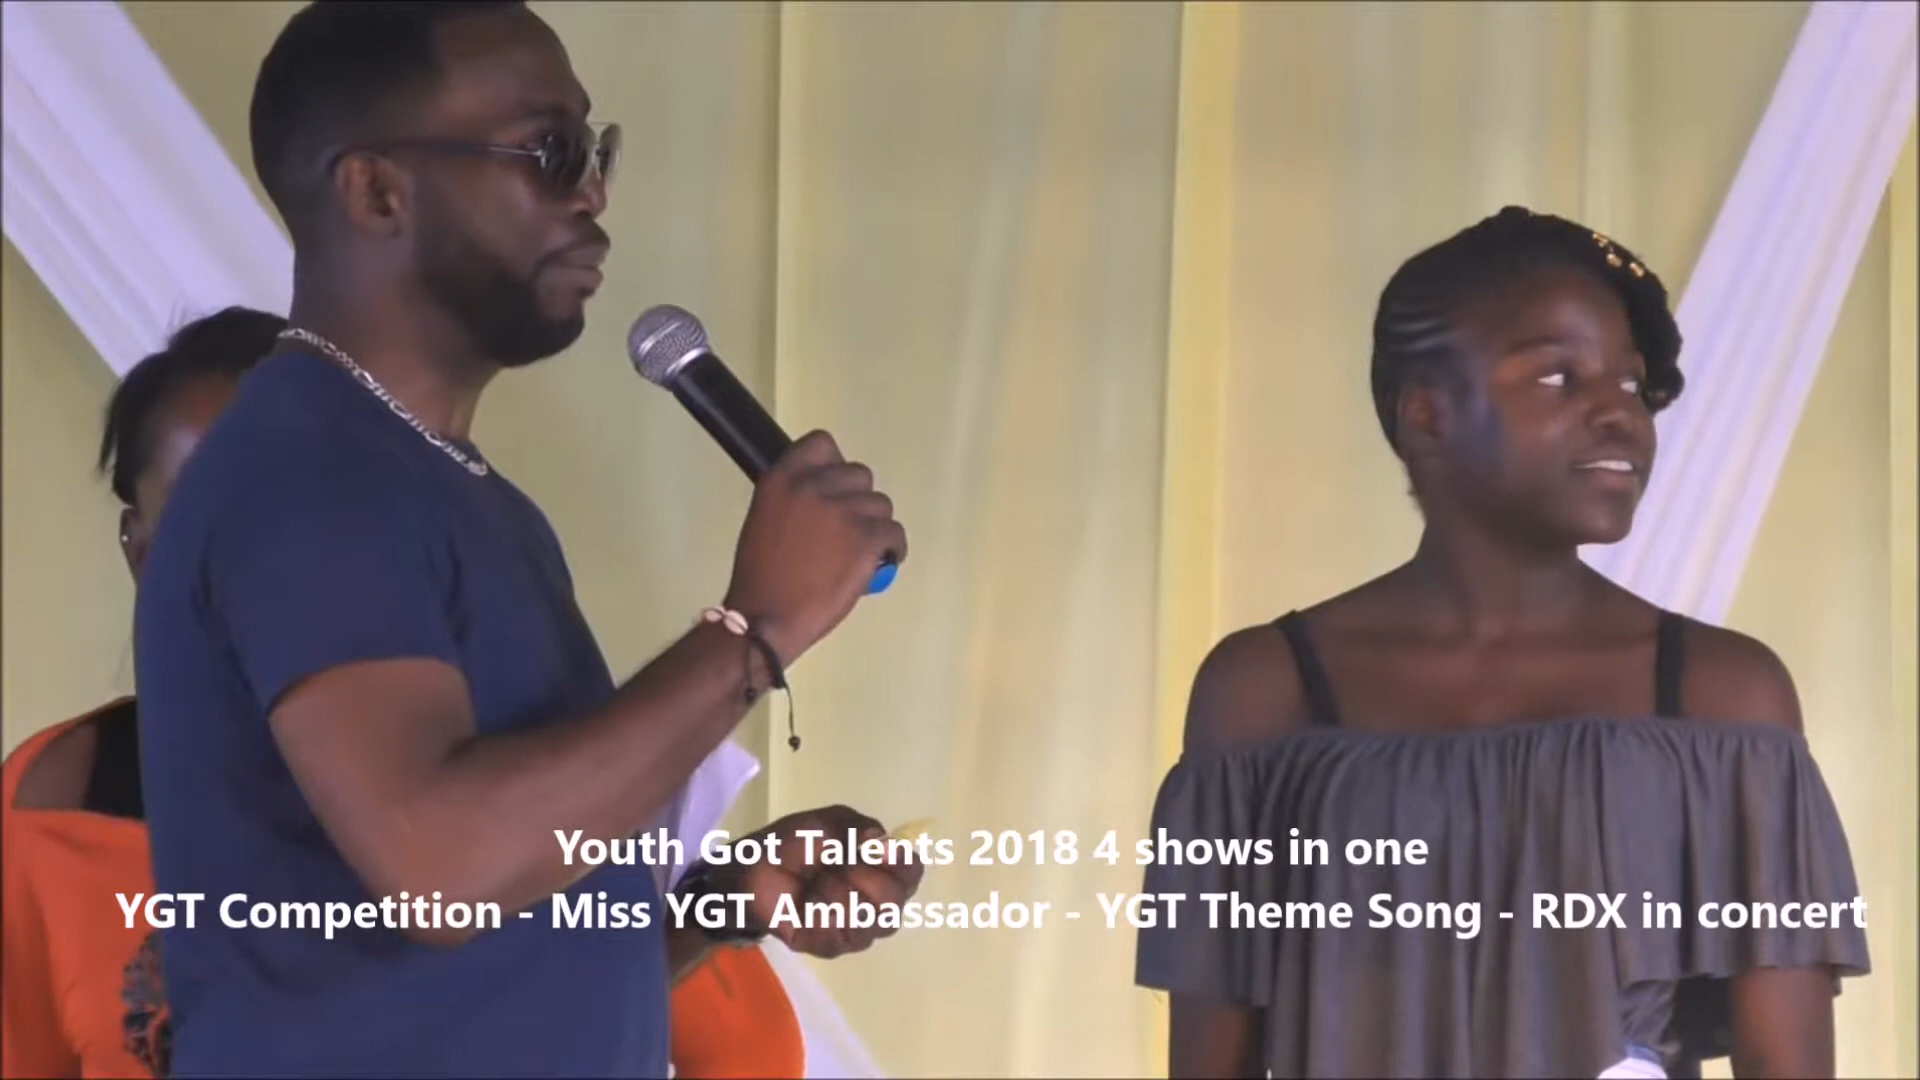 Youth Got Talents 2018 4 shows in one
YGT Competition - Miss YGT Ambassador - YGT Theme Song - RDX in concert